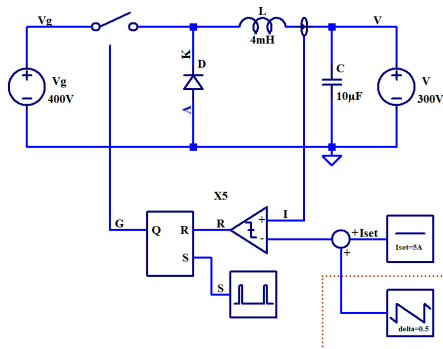 Vg
L
V
4mH
K
D
Vg
400V
A
C
10µF
V
300V
X5
G
Q
R
R
+
I
-
+Iset
Iset=5A
S
+
S
delta=0.5